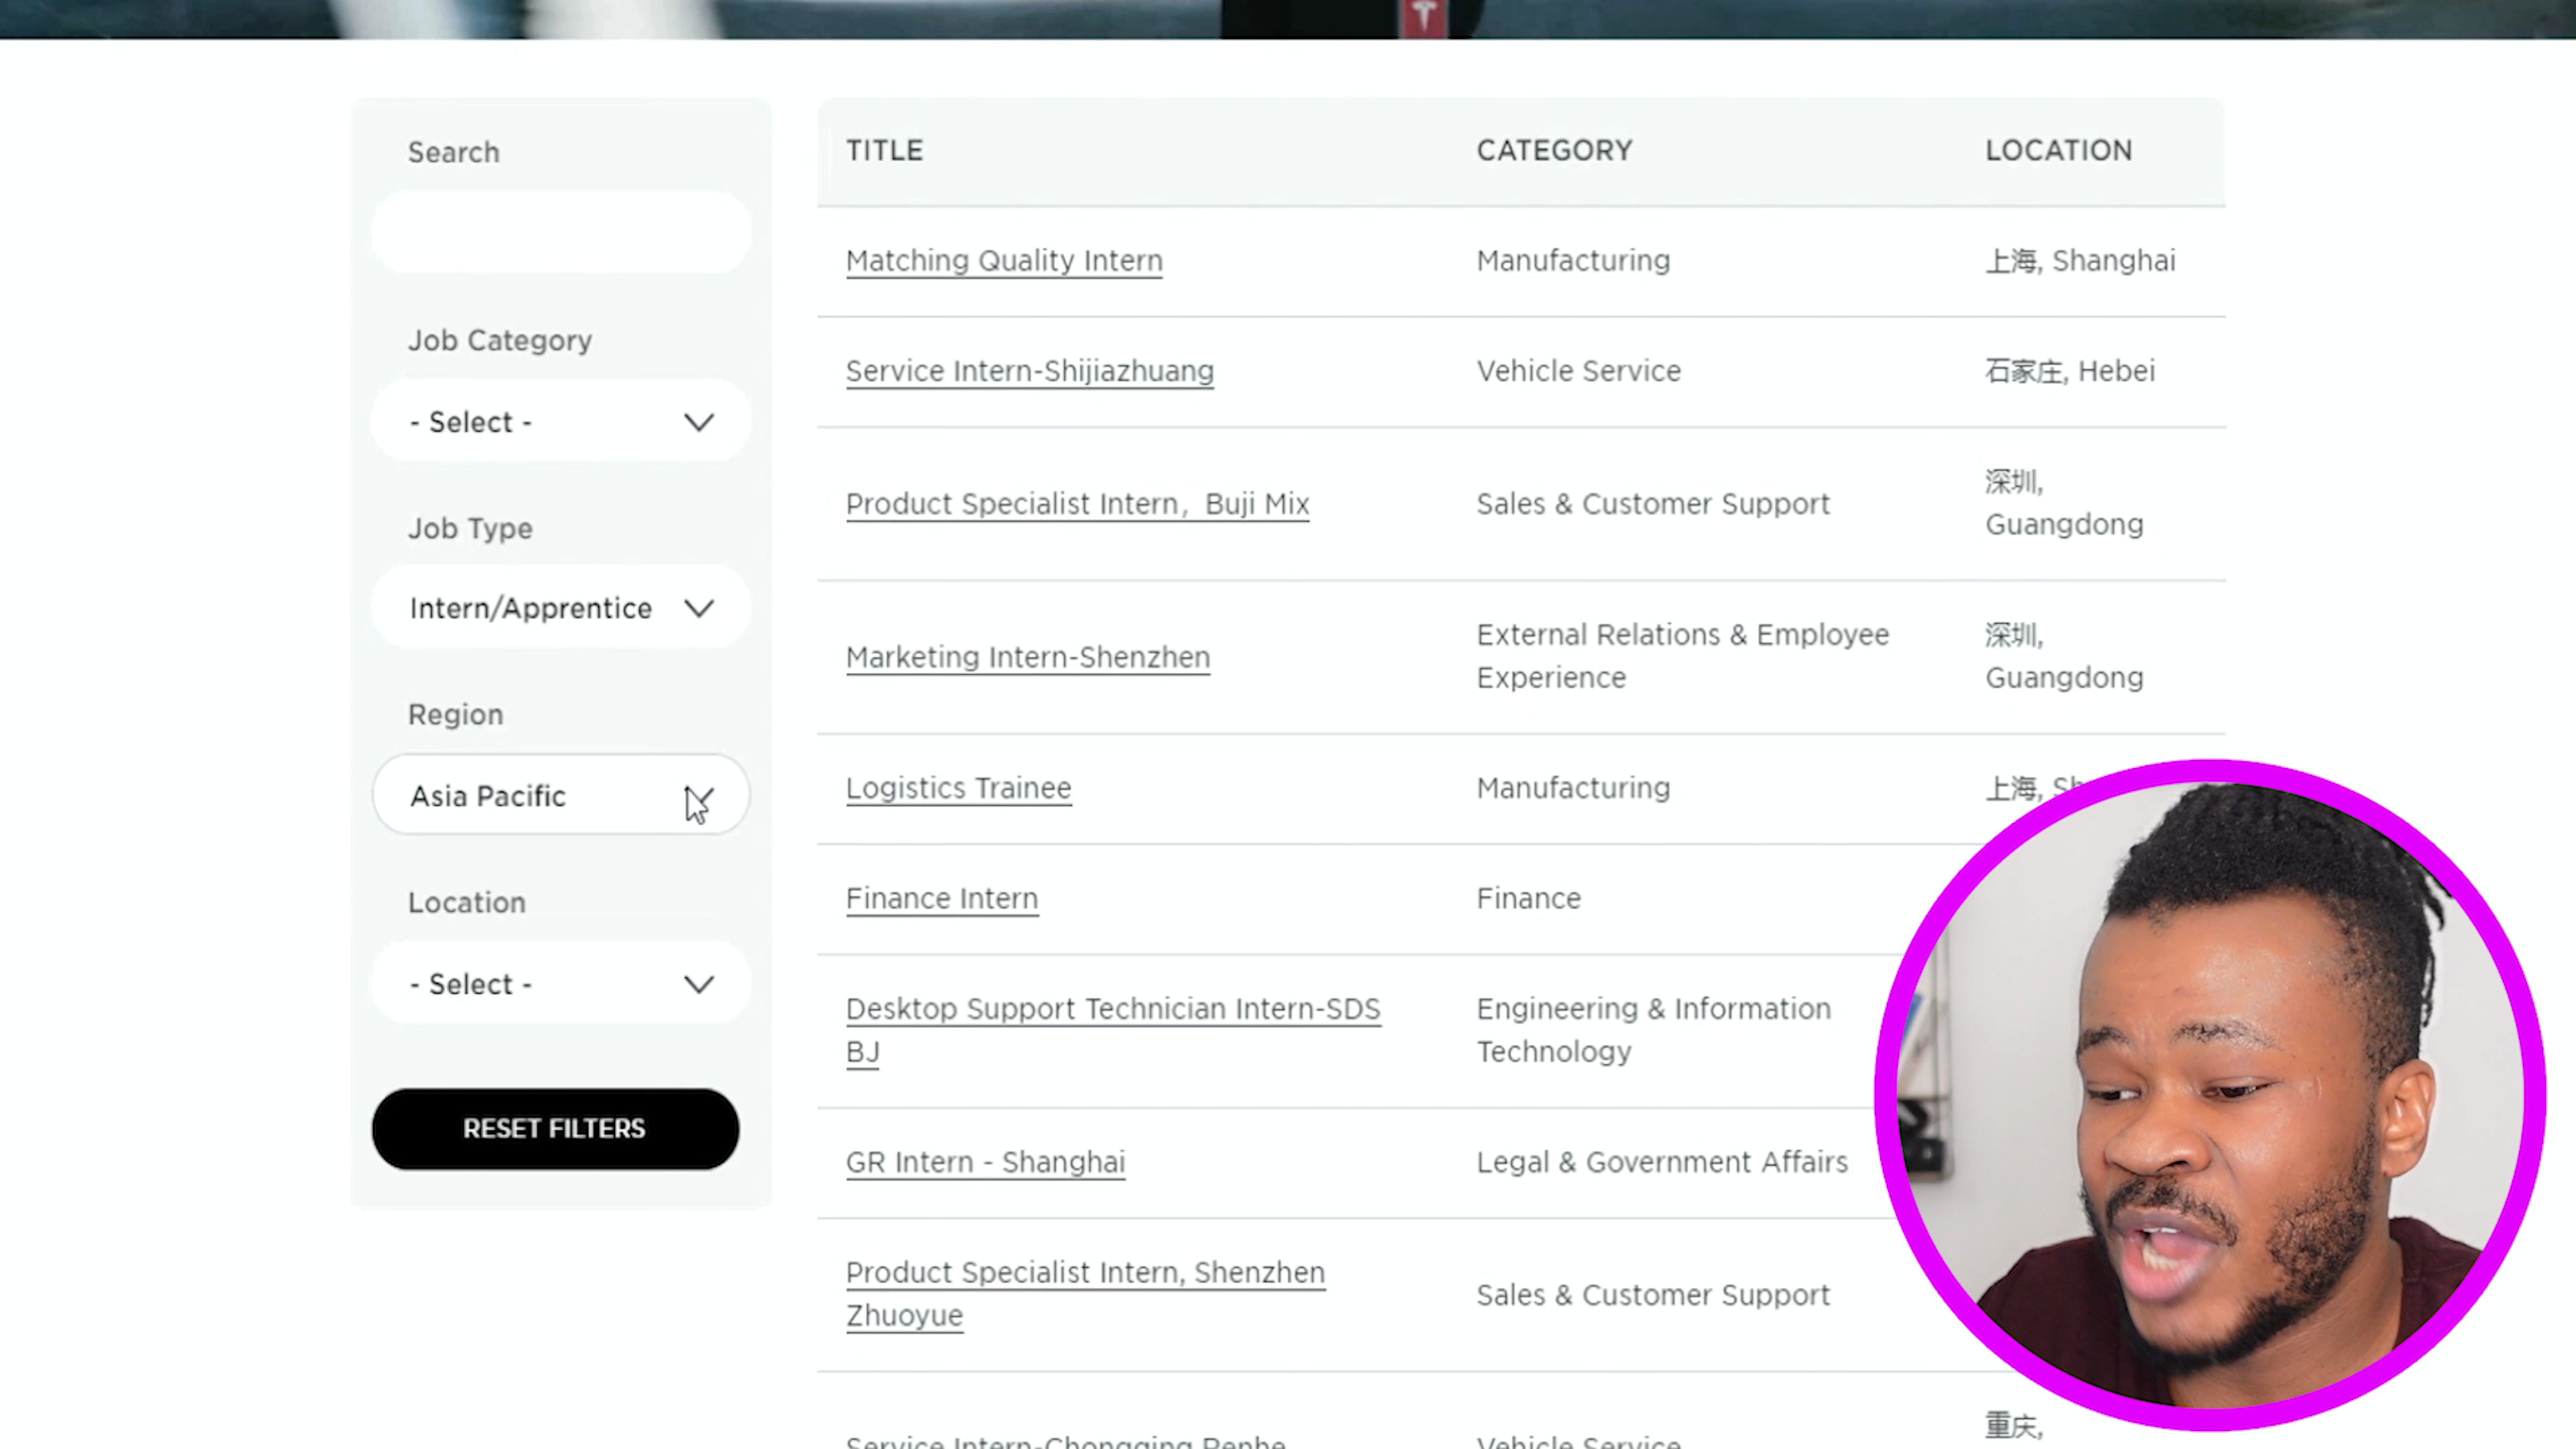 Search
Job Category
- Select -
Job Type
Intern/Apprentice
Region
Asia Pacific
Location
- Select -
RESET FILTERS
TITLE CATEGORY LOCATION
Matching Quality Intern Manufacturing 上海, Shanghai
Service Intern-Shijiazhuang Vehicle Service 石家庄, Hebei
Product Specialist Intern，Buji Mix Sales & Customer Support 深圳,
Guangdong
Marketing Intern-Shenzhen External Relations & Employee 深圳,
Experience Guangdong
Logistics Trainee Manufacturing 上海,
Finance Intern Finance
Desktop Support Technician Intern-SDS Engineering & Information
BJ Technology
GR Intern - Shanghai Legal & Government Affairs
Product Specialist Intern, Shenzhen Sales & Customer Support
Zhuoyue
重庆,
Service Intern-Chongqing Vehicle Service